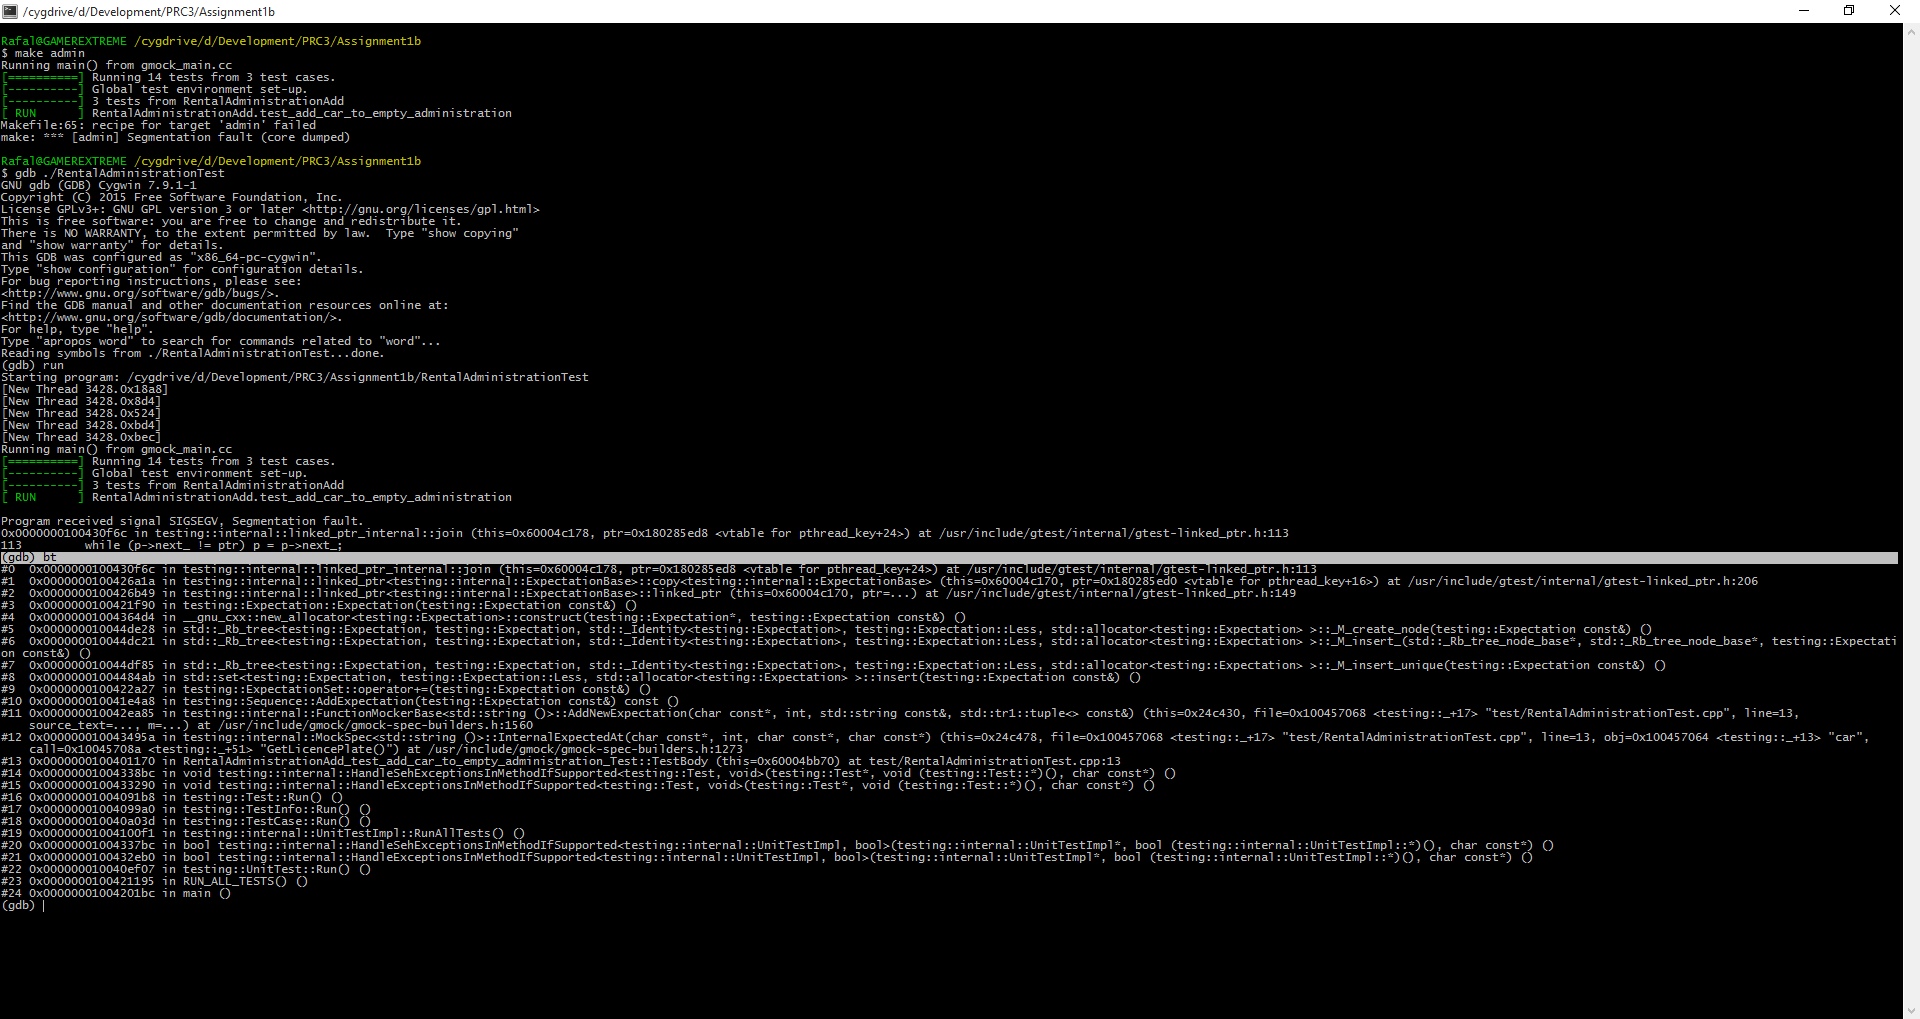 /cygdrive/d/Development/PRC3/Assignment1b
Rafal@GAMEREXTREME /cygdrive/d/Development/PRC3/Assignment1b
$ make admin
Running main() from gmock_main.cc
[==========] Running 14 tests from 3 test cases.
[----------] Global test environment set-up.
[----------] 3 tests from RentalAdministrationAdd
[ RUN      ] RentalAdministrationAdd.test_add_car_to_empty_administration
Makefile:65: recipe for target 'admin' failed
make: *** [admin] Segmentation fault (core dumped)
Rafal@GAMEREXTREME /cygdrive/d/Development/PRC3/Assignment1b
$ gdb ./RentalAdministrationTest
GNU gdb (GDB) Cygwin 7.9.1-1
Copyright (C) 2015 Free Software Foundation, Inc.
License GPLv3+: GNU GPL version 3 or later <http://gnu.org/licenses/gpl.html>
This is free software: you are free to change and redistribute it.
There is NO WARRANTY, to the extent permitted by law.  Type "show copying"
and "show warranty" for details.
This GDB was configured as "x86_64-pc-cygwin".
Type "show configuration" for configuration details.
For bug reporting instructions, please see:
<http://www.gnu.org/software/gdb/bugs/>.
Find the GDB manual and other documentation resources online at:
<http://www.gnu.org/software/gdb/documentation/>.
For help, type "help".
Type "apropos word" to search for commands related to "word"...
Reading symbols from ./RentalAdministrationTest...done.
(gdb) run
Starting program: /cygdrive/d/Development/PRC3/Assignment1b/RentalAdministrationTest
[New Thread 3428.0x18a8]
[New Thread 3428.0x8d4]
[New Thread 3428.0x524]
[New Thread 3428.0xbd4]
[New Thread 3428.0xbec]
Running main() from gmock_main.cc
[==========] Running 14 tests from 3 test cases.
[----------] Global test environment set-up.
[----------] 3 tests from RentalAdministrationAdd
[ RUN      ] RentalAdministrationAdd.test_add_car_to_empty_administration
Program received signal SIGSEGV, Segmentation fault.
0x0000000100430f6c in testing::internal::linked_ptr_internal::join (this=0x60004c178, ptr=0x180285ed8 <vtable for pthread_key+24>) at /usr/include/gtest/internal/gtest-linked_ptr.h:113
113         while (p->next_ != ptr) p = p->next_;
(gdb) bt
#0  0x0000000100430f6c in testing::internal::linked_ptr_internal::join (this=0x60004c178, ptr=0x180285ed8 <vtable for pthread_key+24>) at /usr/include/gtest/internal/gtest-linked_ptr.h:113
#1  0x0000000100426a1a in testing::internal::linked_ptr<testing::internal::ExpectationBase>::copy<testing::internal::ExpectationBase> (this=0x60004c170, ptr=0x180285ed0 <vtable for pthread_key+16>) at /usr/include/gtest/internal/gtest-linked_ptr.h:206
#2  0x0000000100426b49 in testing::internal::linked_ptr<testing::internal::ExpectationBase>::linked_ptr (this=0x60004c170, ptr=...) at /usr/include/gtest/internal/gtest-linked_ptr.h:149
#3  0x0000000100421f90 in testing::Expectation::Expectation(testing::Expectation const&) ()
#4  0x00000001004364d4 in __gnu_cxx::new_allocator<testing::Expectation>::construct(testing::Expectation*, testing::Expectation const&) ()
#5  0x000000010044de28 in std::_Rb_tree<testing::Expectation, testing::Expectation, std::_Identity<testing::Expectation>, testing::Expectation::Less, std::allocator<testing::Expectation> >::_M_create_node(testing::Expectation const&) ()
#6  0x000000010044dc21 in std::_Rb_tree<testing::Expectation, testing::Expectation, std::_Identity<testing::Expectation>, testing::Expectation::Less, std::allocator<testing::Expectation> >::_M_insert_(std::_Rb_tree_node_base*, std::_Rb_tree_node_base*, testing::Expectati
on const&) ()
#7  0x000000010044df85 in std::_Rb_tree<testing::Expectation, testing::Expectation, std::_Identity<testing::Expectation>, testing::Expectation::Less, std::allocator<testing::Expectation> >::_M_insert_unique(testing::Expectation const&) ()
#8  0x00000001004484ab in std::set<testing::Expectation, testing::Expectation::Less, std::allocator<testing::Expectation> >::insert(testing::Expectation const&) ()
#9  0x0000000100422a27 in testing::ExpectationSet::operator+=(testing::Expectation const&) ()
#10 0x000000010041e4a8 in testing::Sequence::AddExpectation(testing::Expectation const&) const ()
#11 0x000000010042ea85 in testing::internal::FunctionMockerBase<std::string ()>::AddNewExpectation(char const*, int, std::string const&, std::tr1::tuple<> const&) (this=0x24c430, file=0x100457068 <testing::_+17> "test/RentalAdministrationTest.cpp", line=13,
    source_text=..., m=...) at /usr/include/gmock/gmock-spec-builders.h:1560
#12 0x000000010043495a in testing::internal::MockSpec<std::string ()>::InternalExpectedAt(char const*, int, char const*, char const*) (this=0x24c478, file=0x100457068 <testing::_+17> "test/RentalAdministrationTest.cpp", line=13, obj=0x100457064 <testing::_+13> "car",
    call=0x10045708a <testing::_+51> "GetLicencePlate()") at /usr/include/gmock/gmock-spec-builders.h:1273
#13 0x0000000100401170 in RentalAdministrationAdd_test_add_car_to_empty_administration_Test::TestBody (this=0x60004bb70) at test/RentalAdministrationTest.cpp:13
#14 0x00000001004338bc in void testing::internal::HandleSehExceptionsInMethodIfSupported<testing::Test, void>(testing::Test*, void (testing::Test::*)(), char const*) ()
#15 0x0000000100433290 in void testing::internal::HandleExceptionsInMethodIfSupported<testing::Test, void>(testing::Test*, void (testing::Test::*)(), char const*) ()
#16 0x00000001004091b8 in testing::Test::Run() ()
#17 0x00000001004099a0 in testing::TestInfo::Run() ()
#18 0x000000010040a03d in testing::TestCase::Run() ()
#19 0x00000001004100f1 in testing::internal::UnitTestImpl::RunAllTests() ()
#20 0x00000001004337bc in bool testing::internal::HandleSehExceptionsInMethodIfSupported<testing::internal::UnitTestImpl, bool>(testing::internal::UnitTestImpl*, bool (testing::internal::UnitTestImpl::*)(), char const*) ()
#21 0x0000000100432eb0 in bool testing::internal::HandleExceptionsInMethodIfSupported<testing::internal::UnitTestImpl, bool>(testing::internal::UnitTestImpl*, bool (testing::internal::UnitTestImpl::*)(), char const*) ()
#22 0x000000010040ef07 in testing::UnitTest::Run() ()
#23 0x0000000100421195 in RUN_ALL_TESTS() ()
#24 0x00000001004201bc in main ()
(gdb)